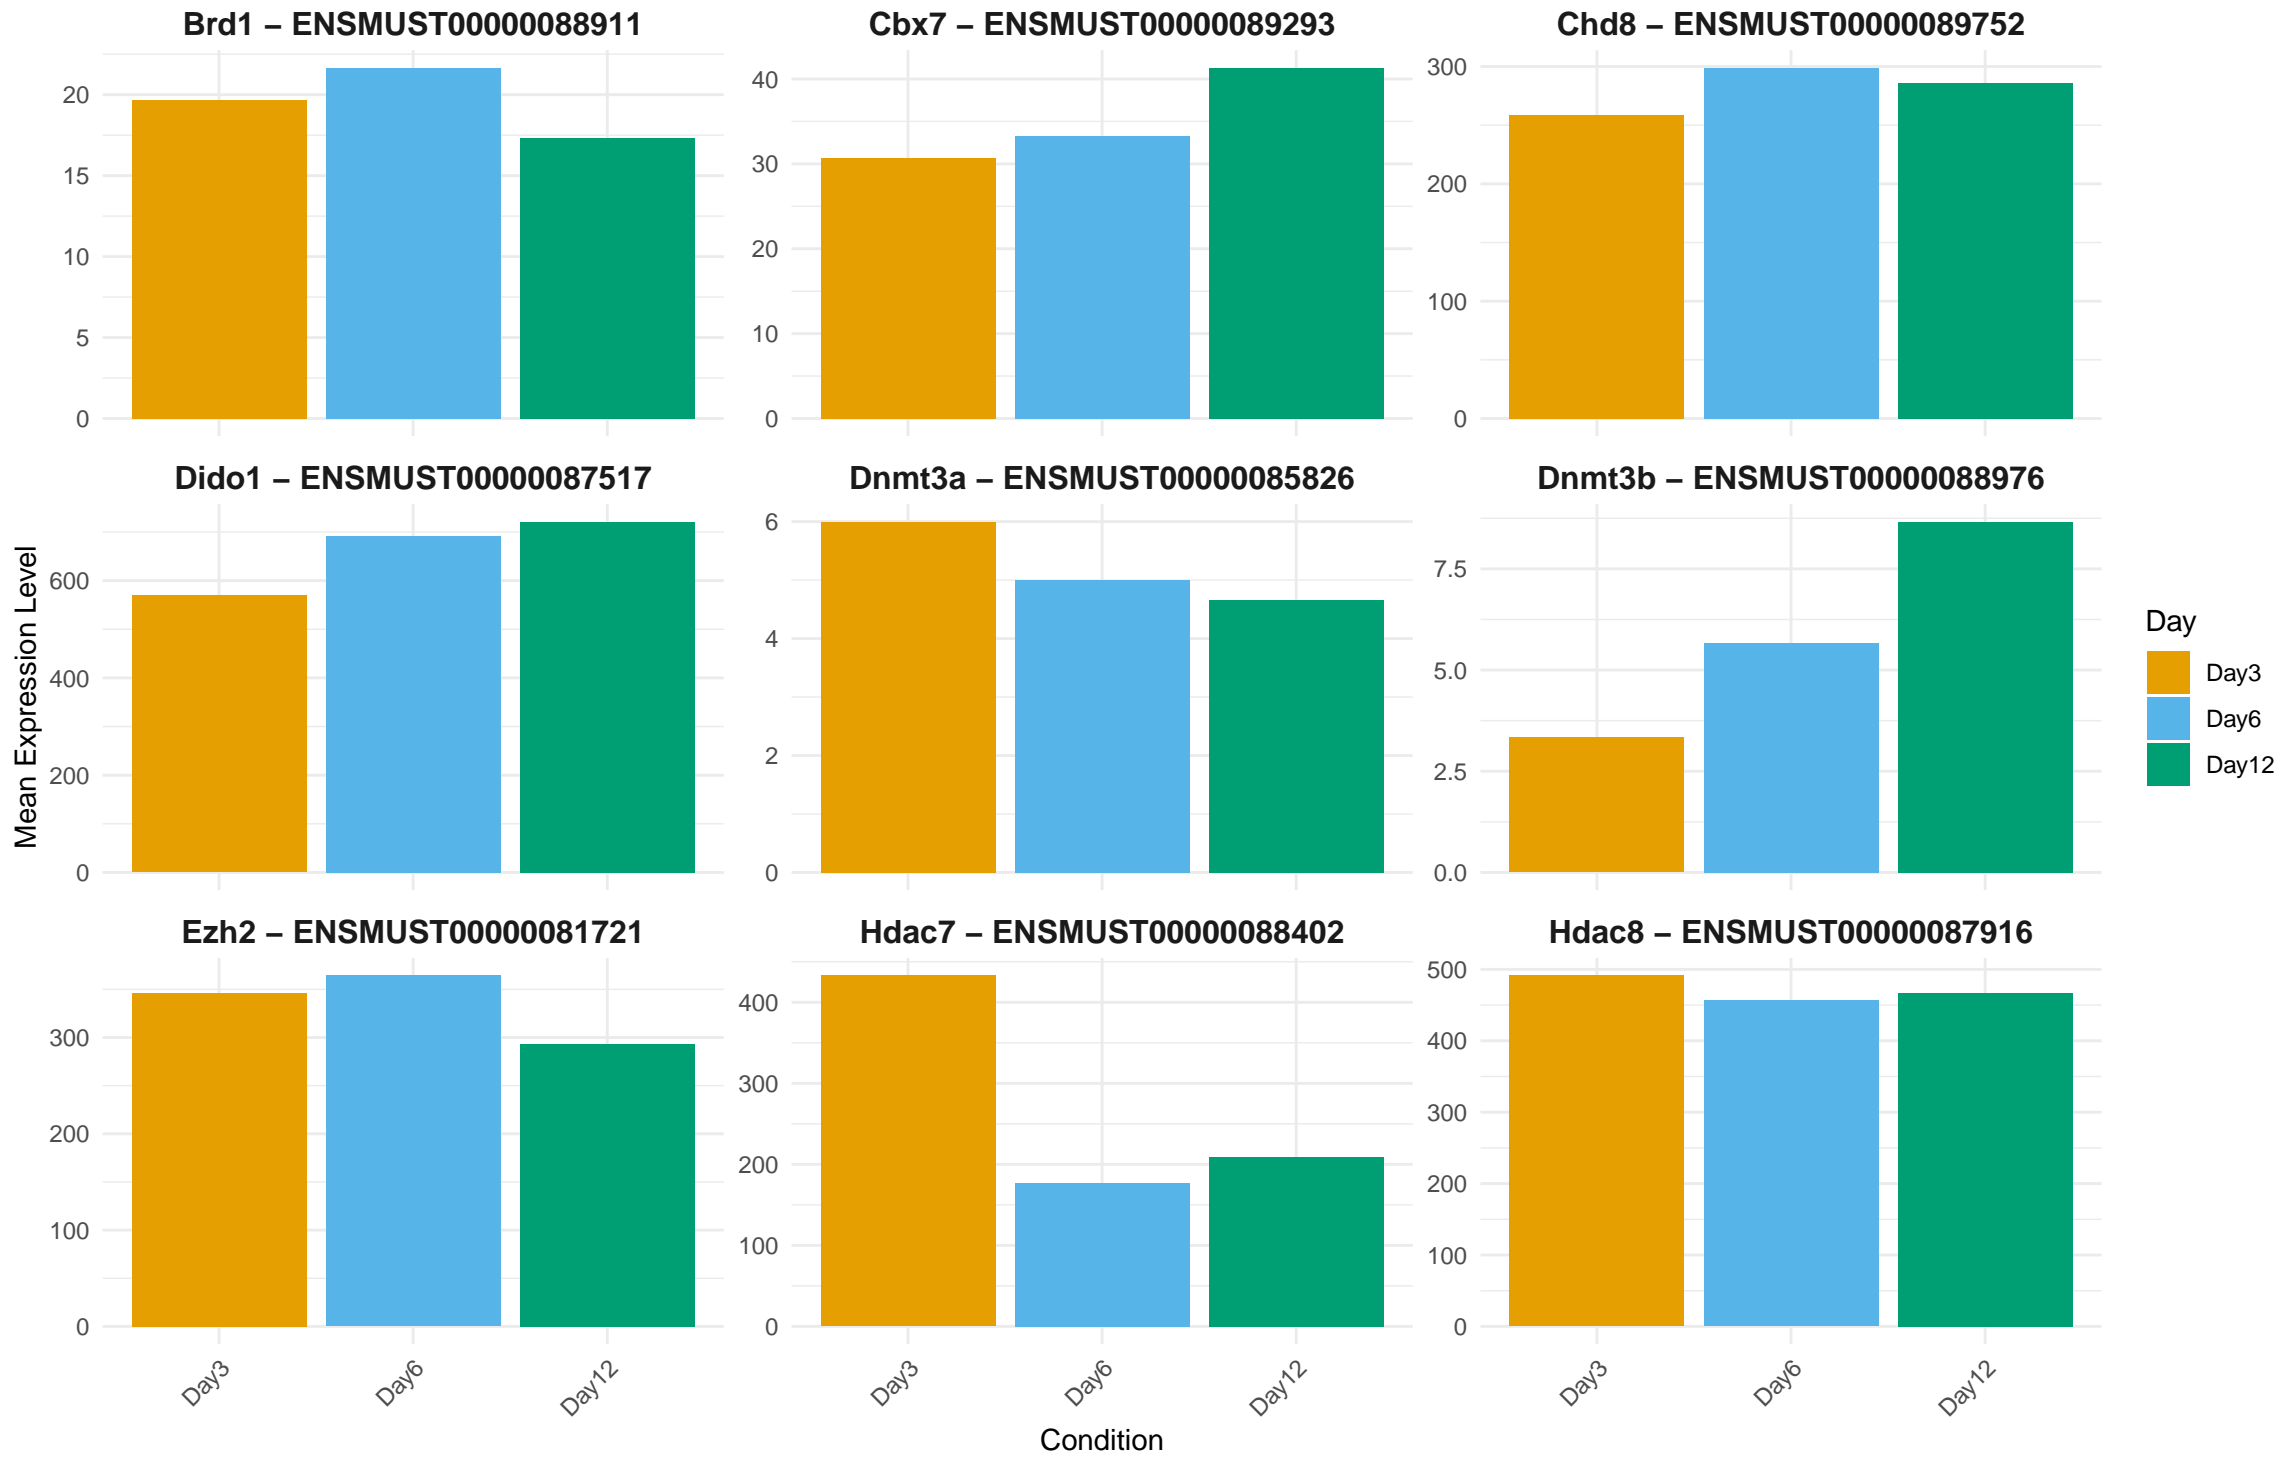 Brd1 – ENSMUST00000088911
Cbx7 – ENSMUST00000089293
Chd8 – ENSMUST00000089752
20
15
10
5
0
40
30
20
10
0
300
200
100
0
Dido1 – ENSMUST00000087517
Dnmt3a – ENSMUST00000085826
Dnmt3b – ENSMUST00000088976
Mean Expression Level
600
400
200
0
6
4
2
0
7.5
5.0
2.5
0.0
Day
Day3
Day6
Day12
Ezh2 – ENSMUST00000081721
Hdac7 – ENSMUST00000088402
Hdac8 – ENSMUST00000087916
300
200
100
0
400
300
200
100
0
500
400
300
200
100
0
Day3
Day6
Day12
Day3
Day6
Day12
Day3
Day6
Day12
Condition